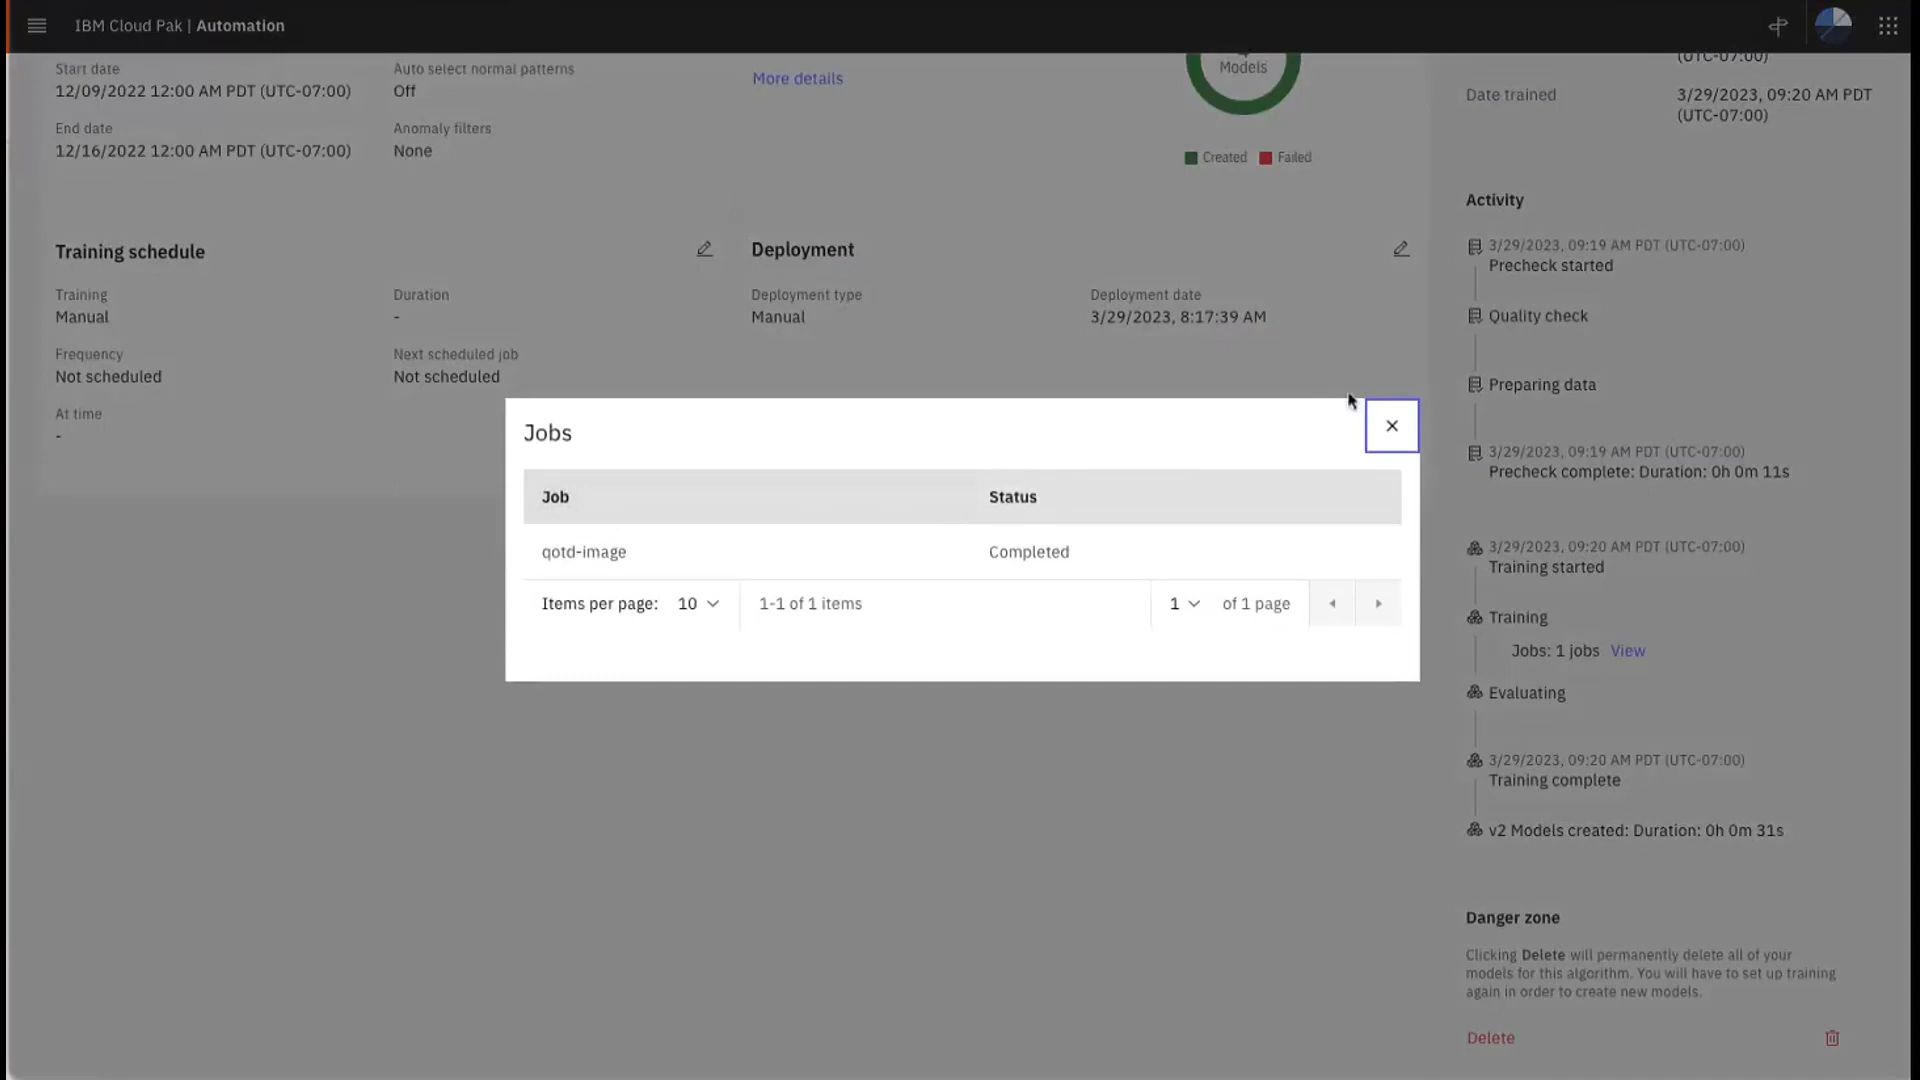 IBM Cloud Pak | Automation
Start date
12/09/2022 12:00 AM PDT (UTC-07:00)
End date
12/16/2022 12:00 AM PDT (UTC-07:00)
Auto select normal patterns
Off
Anomaly filters
None
More details
Models
Created
Failed
(UTC-07:00)
Date trained
3/29/2023, 09:20 AM PDT
(UTC-07:00)
Training schedule
Training
Manual
Duration
-
Frequency
Not scheduled
Next scheduled job
Not scheduled
At time
-
Deployment
Deployment type
Manual
Deployment date
3/29/2023, 8:17:39 AM
Jobs
Job
Status
qotd-image
Completed
Items per page: 10
1-1 of 1 items
1
of 1 page
Activity
3/29/2023, 09:19 AM PDT (UTC-07:00)
Precheck started
Quality check
Preparing data
3/29/2023, 09:19 AM PDT (UTC-07:00)
Precheck complete: Duration: 0h 0m 11s
3/29/2023, 09:20 AM PDT (UTC-07:00)
Training started
Training
Jobs: 1 jobs View
Evaluating
3/29/2023, 09:20 AM PDT (UTC-07:00)
Training complete
v2 Models created: Duration: 0h 0m 31s
Danger zone
Clicking Delete will permanently delete all of your
models for this algorithm. You will have to set up training
again in order to create new models.
Delete